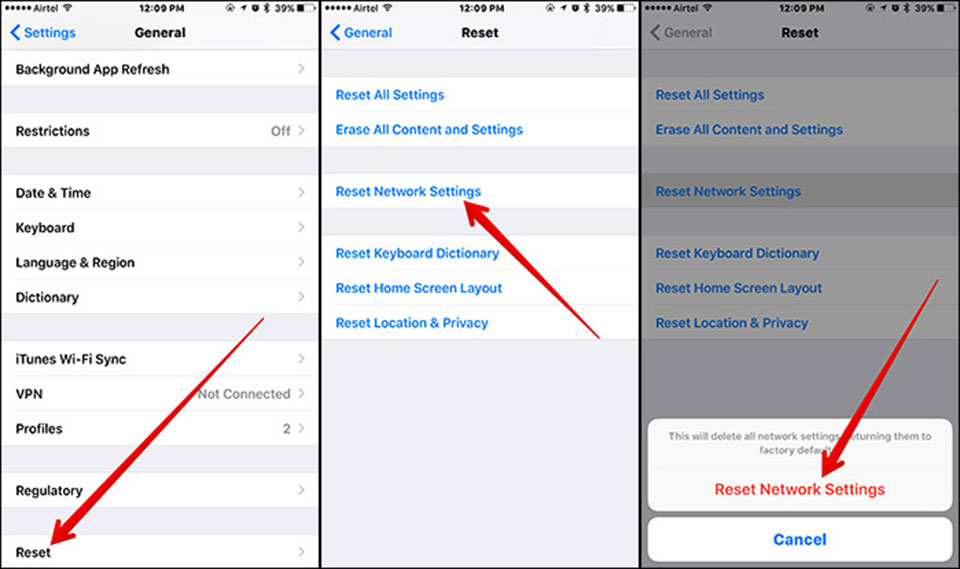 Airtel 12:09 PM 39%
Settings General
Background App Refresh
Restrictions Off
Date & Time
Keyboard
Language & Region
Dictionary
iTunes Wi-Fi Sync
VPN Not Connected
Profiles 2
Regulatory
Reset
Airtel 12:09 PM 39%
General Reset
Reset All Settings
Erase All Content and Settings
Reset Network Settings
Reset Keyboard Dictionary
Reset Home Screen Layout
Reset Location & Privacy
Airtel 12:09 PM 39%
General Reset
Reset All Settings
Erase All Content and Settings
Reset Network Settings
Reset Keyboard Dictionary
Reset Home Screen Layout
Reset Location & Privacy
This will delete all network settings, returning them to
factory defaults.
Reset Network Settings
Cancel